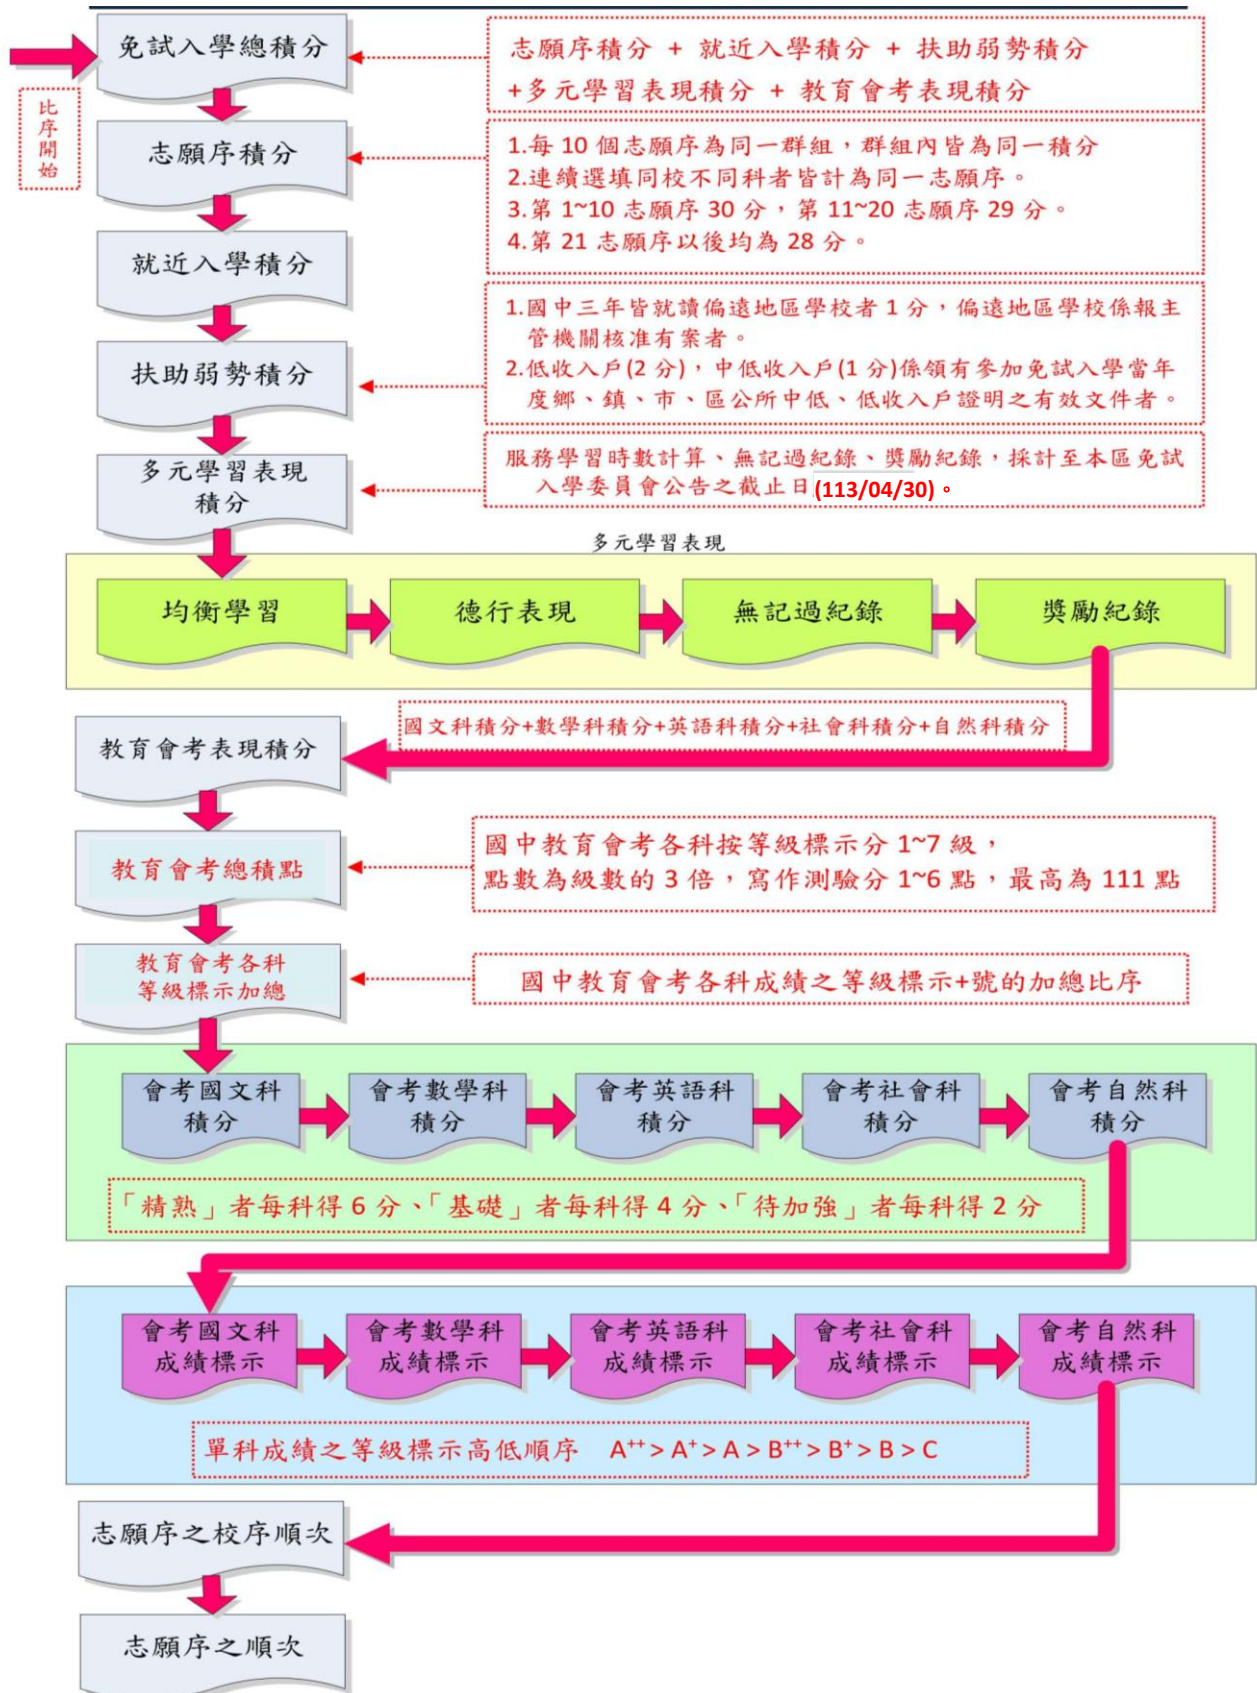 免試入學總積分
志願序積分 + 就近入學積分 + 扶助弱勢積分
+多元學習表現積分 + 教育會考表現積分
比
序
開
始
志願序積分
1.每 10 個志願序為同一群組,群組內皆為同一積分
2.連續選填同校不同科者皆計為同一志願序。
3.第 1~10 志願序 30 分,第 11~20 志願序 29 分。
4.第 21 志願序以後均為 28 分。
就近入學積分
扶助弱勢積分
1.國中三年皆就讀偏遠地區學校者 1 分,偏遠地區學校係報主
管機關核准有案者。
2.低收入戶(2 分),中低收入戶(1 分)係領有參加免試入學當年
度鄉、鎮、市、區公所中低、低收入戶證明之有效文件者。
多元學習表現
積分
服務學習時數計算、無記過紀錄、獎勵紀錄,採計至本區免試
入學委員會公告之截止日(113/04/30)。
多元學習表現
均衡學習
德行表現
無記過紀錄
獎勵紀錄
國文科積分+數學科積分+英語科積分+社會科積分+自然科積分
教育會考表現積分
教育會考總積點
國中教育會考各科按等級標示分 1~7 級,
點數為級數的 3 倍,寫作測驗分 1~6 點,最高為 111 點
教育會考各科
等級標示加總
國中教育會考各科成績之等級標示+號的加總比序
會考國文科
積分
會考數學科
積分
會考英語科
積分
會考社會科
積分
會考自然科
積分
「精熟」者每科得 6 分、「基礎」者每科得 4 分、「待加強」者每科得 2 分
會考國文科
成績標示
會考數學科
成績標示
會考英語科
成績標示
會考社會科
成績標示
會考自然科
成績標示
單科成績之等級標示高低順序 A⁺⁺ > A⁺ > A > B⁺⁺ > B⁺ > B > C
志願序之校序順次
志願序之順次